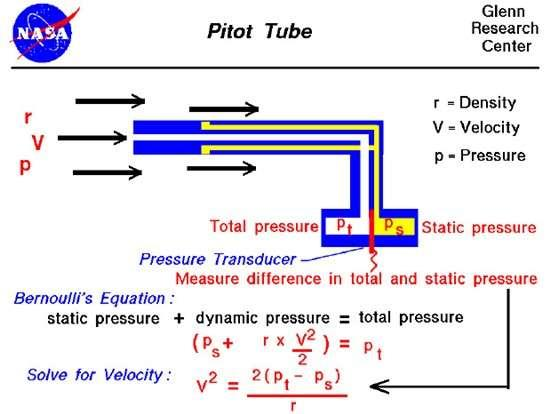 NASA
Pitot Tube
Glenn
Research
Center
r
V
p
r = Density
V = Velocity
p = Pressure
Total pressure
pt
ps
Static pressure
Pressure Transducer
Measure difference in total and static pressure
Bernoulli's Equation :
static pressure + dynamic pressure = total pressure
(ps + r x V²/2) = pt
Solve for Velocity :
V² = 2(pt - ps)/r